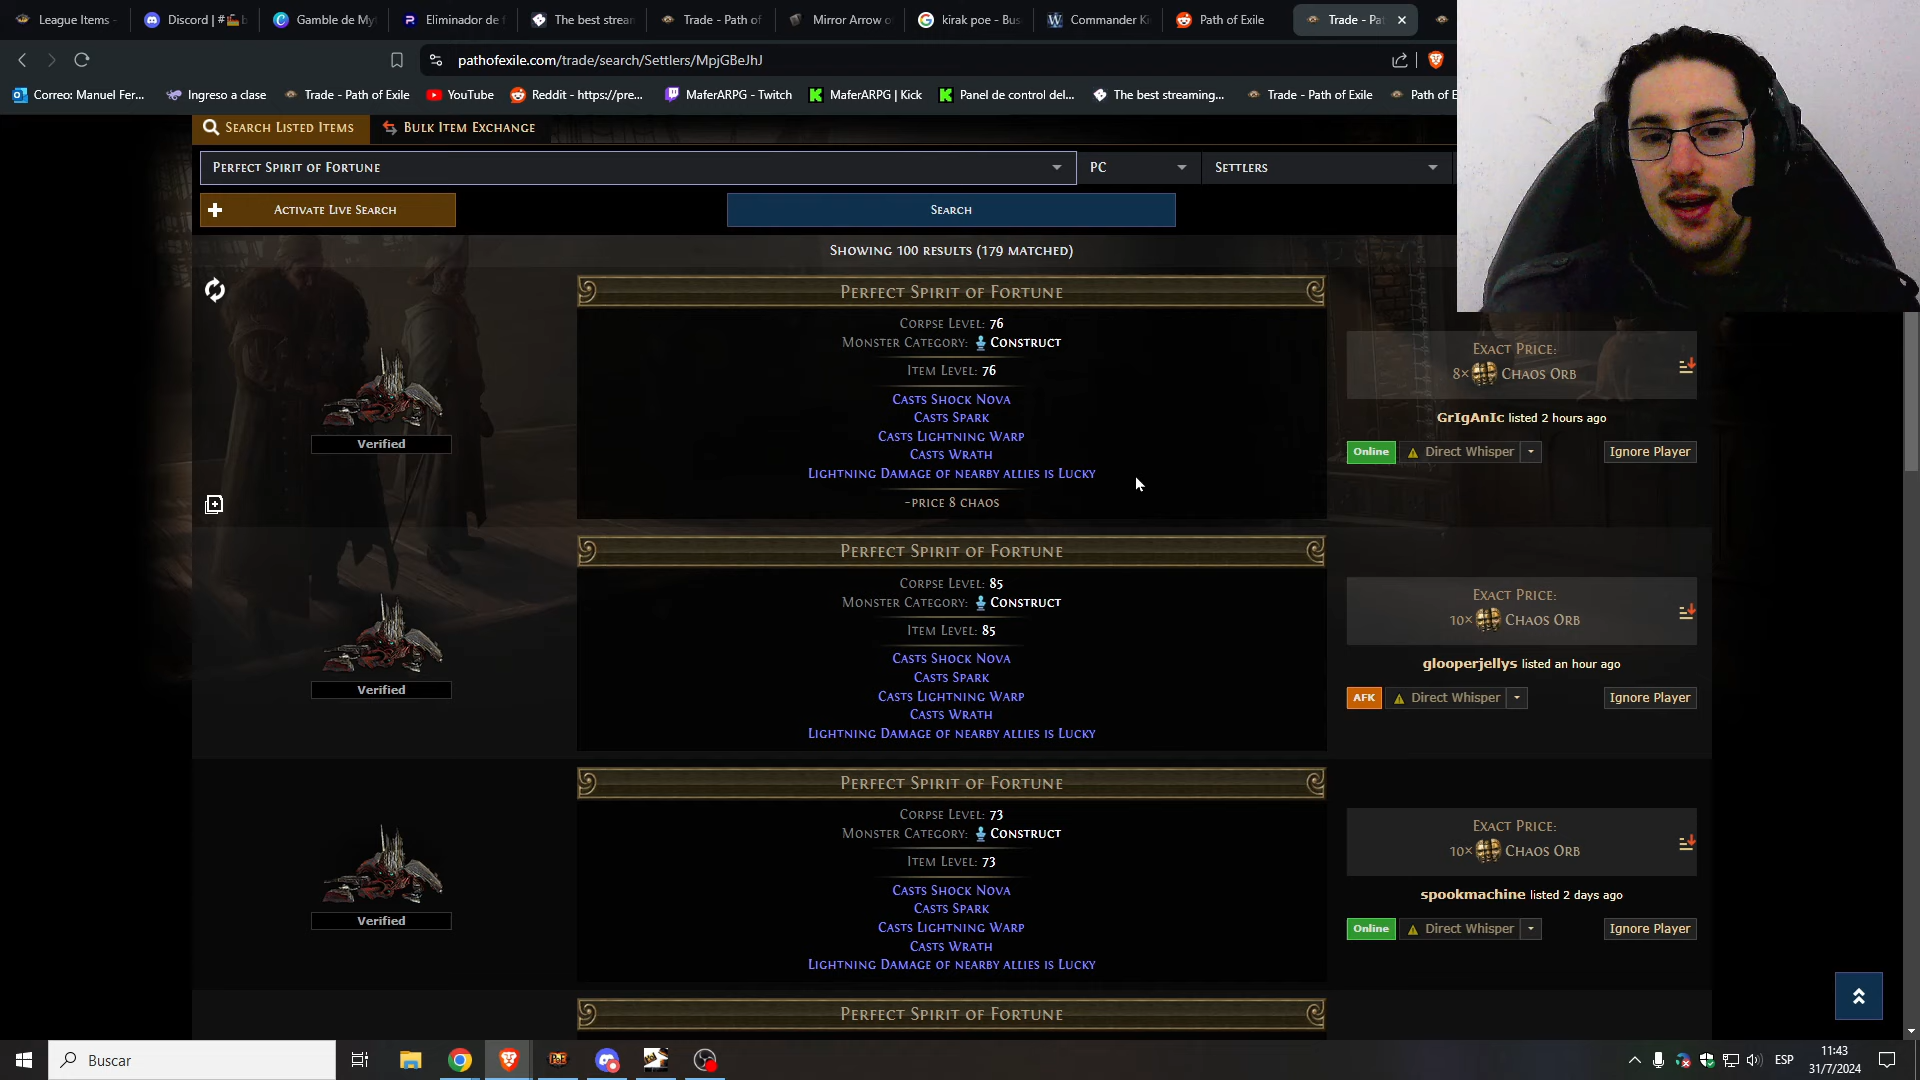 League Items -
Discord | #
Gamble de My
Eliminador de f
The best stream
Trade - Path of
Mirror Arrow o
kirak poe - Bus
Commander Ki
Path of Exile
Trade - Pat
pathofexile.com/trade/search/Settlers/MpjGBeJhJ
Correo: Manuel Fer...
Ingreso a clase
Trade - Path of Exile
YouTube
Reddit - https://pre...
MaferARPG - Twitch
MaferARPG | Kick
Panel de control del...
The best streaming...
Trade - Path of Exile
Path of E
Search Listed Items
Bulk Item Exchange
Perfect Spirit of Fortune
PC
Settlers
Activate Live Search
Search
Showing 100 results (179 matched)
Perfect Spirit of Fortune
Corpse Level: 76
Monster Category: Construct
Item Level: 76
Casts Shock Nova
Casts Spark
Casts Lightning Warp
Casts Wrath
Lightning Damage of nearby allies is Lucky
~price 8 chaos
Verified
Exact Price:
8× Chaos Orb
GrIgAnIc listed 2 hours ago
Online
Direct Whisper
Ignore Player
Perfect Spirit of Fortune
Corpse Level: 85
Monster Category: Construct
Item Level: 85
Casts Shock Nova
Casts Spark
Casts Lightning Warp
Casts Wrath
Lightning Damage of nearby allies is Lucky
Verified
Exact Price:
10× Chaos Orb
glooperjellys listed an hour ago
AFK
Direct Whisper
Ignore Player
Perfect Spirit of Fortune
Corpse Level: 73
Monster Category: Construct
Item Level: 73
Casts Shock Nova
Casts Spark
Casts Lightning Warp
Casts Wrath
Lightning Damage of nearby allies is Lucky
Verified
Exact Price:
10× Chaos Orb
spookmachine listed 2 days ago
Online
Direct Whisper
Ignore Player
Perfect Spirit of Fortune
Buscar
ESP
11:43
31/7/2024